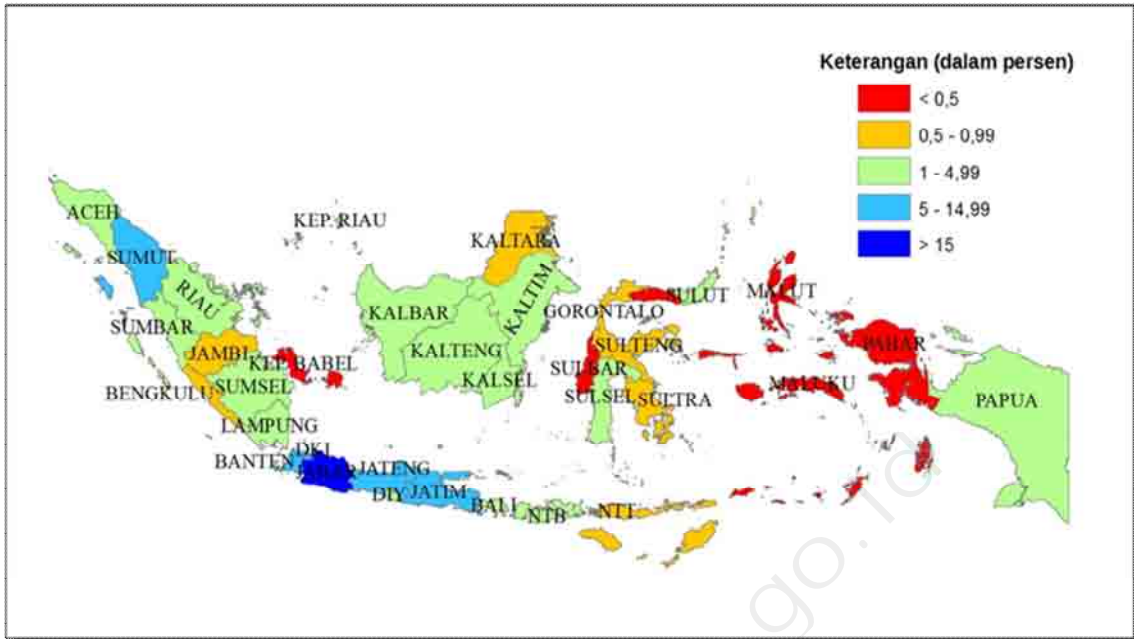 Keterangan (dalam persen)
< 0,5
0,5 - 0,99
1 - 4,99
5 - 14,99
> 15
ACEH
SUMUT
KEP. RIAU
KALTARA
RIAU
KALTIM
SULUT
MALUT
SUMBAR
KALBAR
GORONTALO
JAMBI
KEP. BABEL
KALTENG
SULTENG
PABAR
SULBAR
BENGKULU
SUMSEL
KALSEL
SULSEL
SULTRA
MALUKU
PAPUA
LAMPUNG
DKI
BANTEN
JATENG
DIY
JATIM
BALI
NTB
NTT
go.id